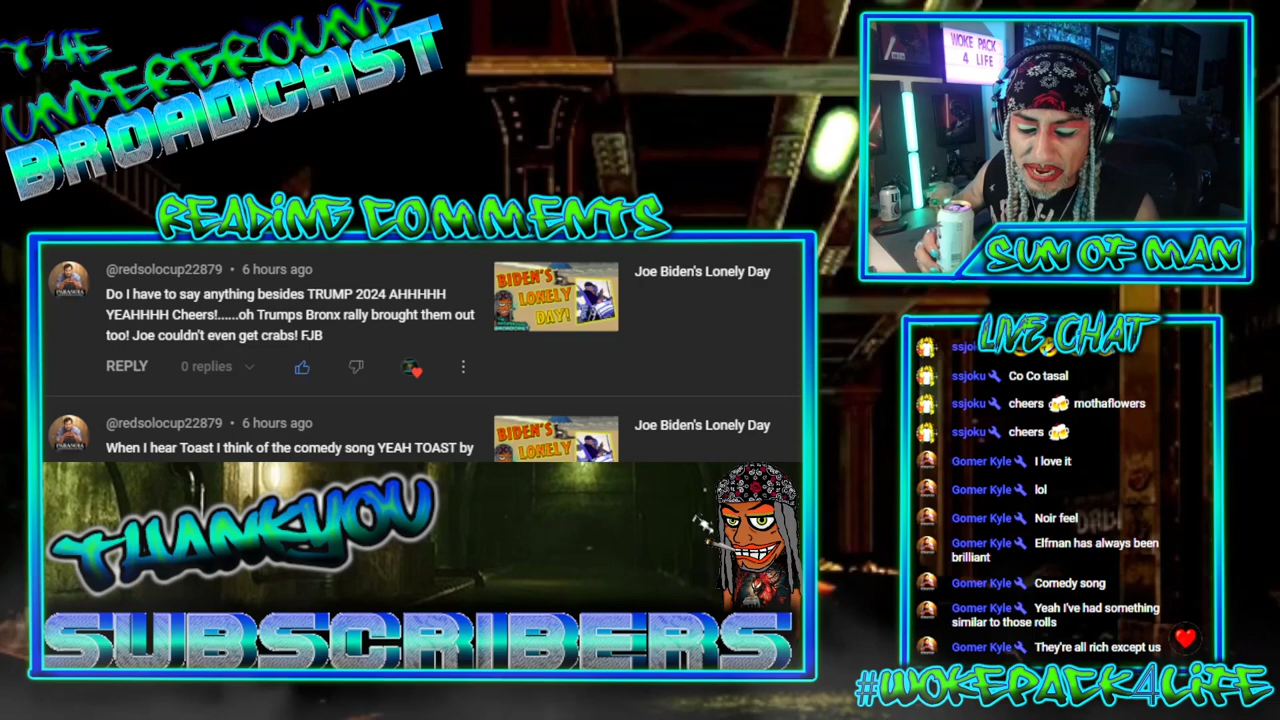 THE
UNDERGROUND
BROADCAST
WOKE PACK
4 LIFE
SUN OF MAN
READING COMMENTS
@redsolocup22879 • 6 hours ago
Do I have to say anything besides TRUMP 2024 AHHHHH
YEAHHHH Cheers!......oh Trumps Bronx rally brought them out
too! Joe couldn't even get crabs! FJB
REPLY 0 replies
BIDEN'S
LONELY
DAY!
Joe Biden's Lonely Day
@redsolocup22879 • 6 hours ago
When I hear Toast I think of the comedy song YEAH TOAST by
BIDEN'S
LONELY
Joe Biden's Lonely Day
THANKYOU
SUBSCRIBERS
LIVE CHAT
ssjoku Co Co tasal
ssjoku cheers 🍻 mothaflowers
ssjoku cheers 🍻
Gomer Kyle I love it
Gomer Kyle lol
Gomer Kyle Noir feel
Gomer Kyle Elfman has always been
brilliant
Gomer Kyle Comedy song
Gomer Kyle Yeah I've had something
similar to those rolls
Gomer Kyle They're all rich except us
#WOKEPACK4LIFE